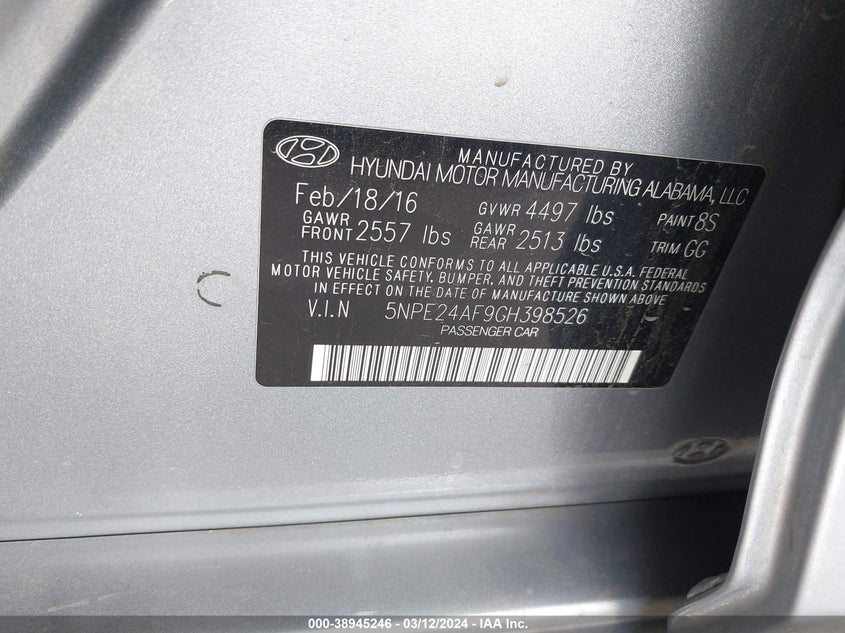 MANUFACTURED BY
HYUNDAI MOTOR MANUFACTURING ALABAMA, LLC
Feb/18/16 GVWR 4497 lbs PAINT 8S
GAWR FRONT 2557 lbs GAWR REAR 2513 lbs TRIM GG
THIS VEHICLE CONFORMS TO ALL APPLICABLE U.S.A. FEDERAL
MOTOR VEHICLE SAFETY, BUMPER, AND THEFT PREVENTION STANDARDS
IN EFFECT ON THE DATE OF MANUFACTURE SHOWN ABOVE
V.I.N 5NPE24AF9GH398526
PASSENGER CAR
000-38945246 - 03/12/2024 - IAA Inc.